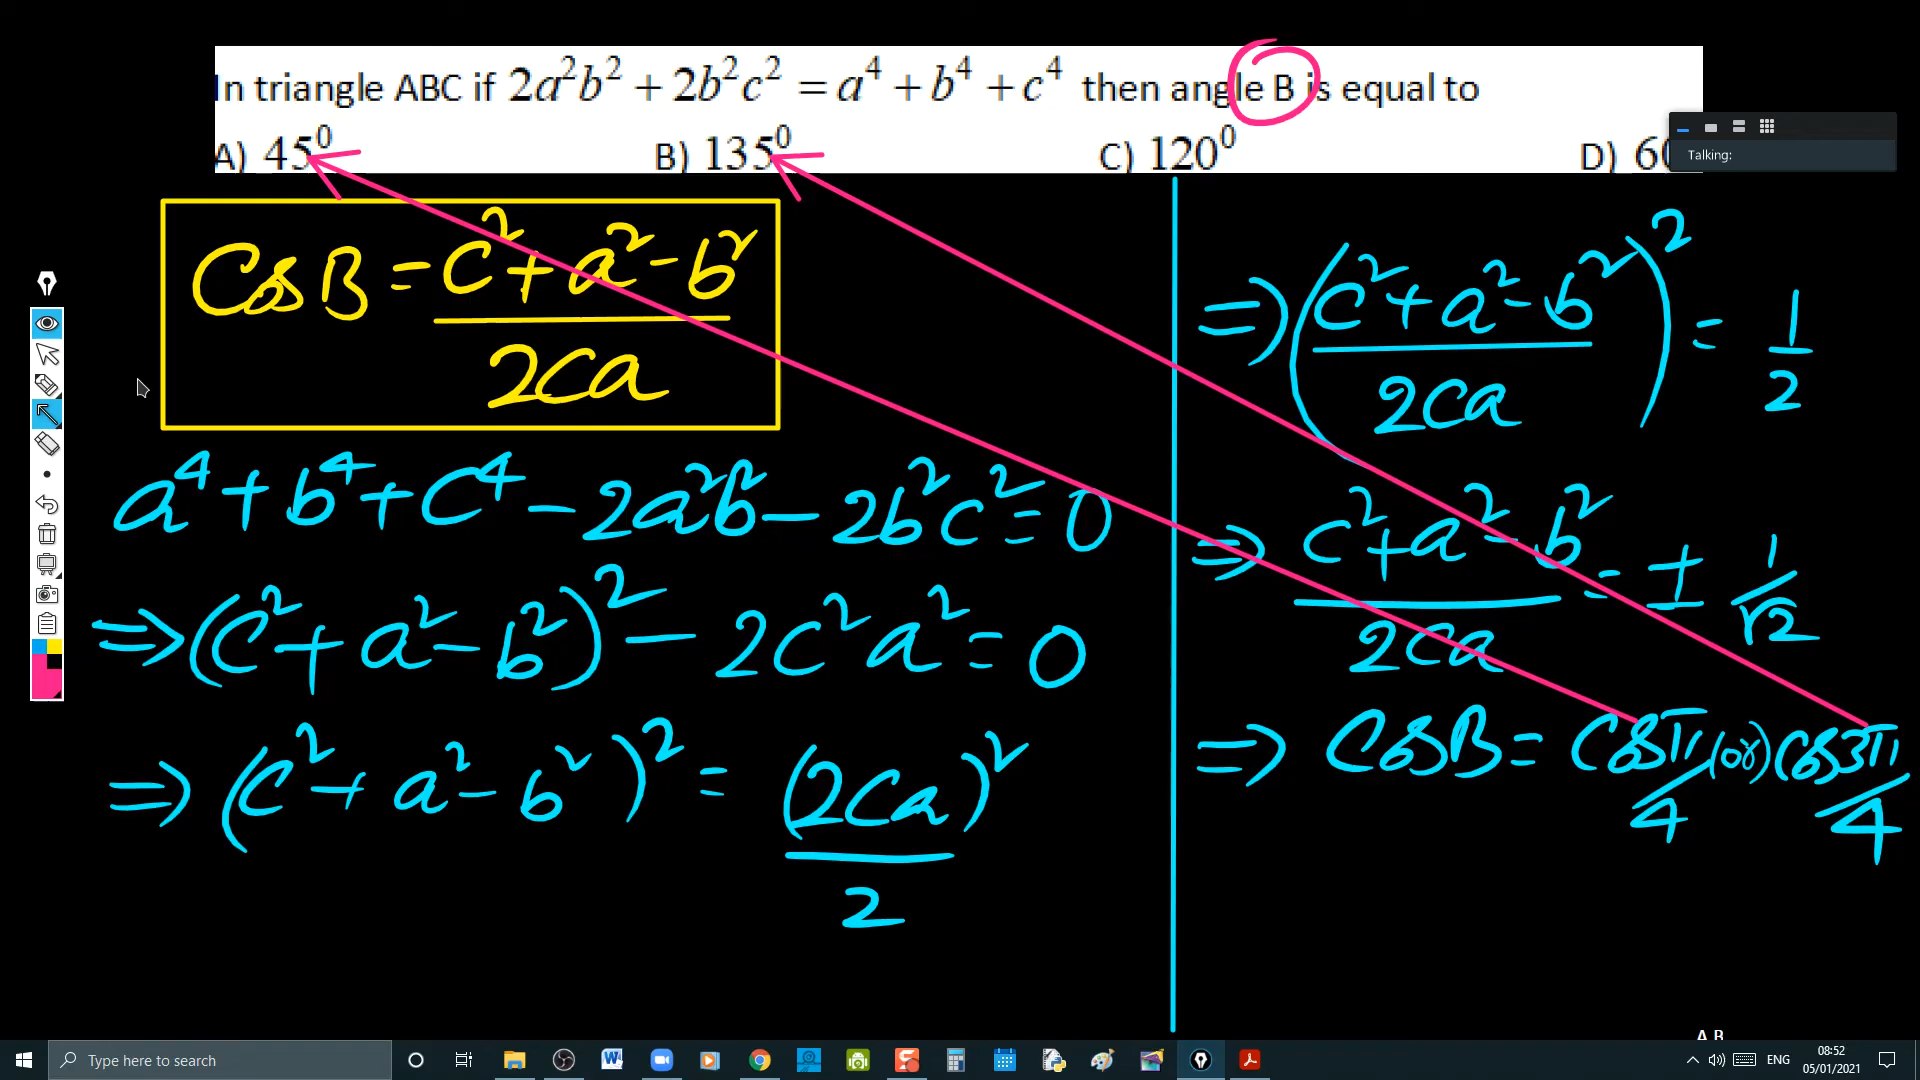 In triangle ABC if 2a²b² + 2b²c² = a⁴ + b⁴ + c⁴ then angle B is equal to
A) 45⁰ B) 135⁰ C) 120⁰ D) 60
Talking:
Cos B = (c² + a² - b²) / 2ca
a⁴ + b⁴ + c⁴ - 2a²b² - 2b²c² = 0
⇒ (c² + a² - b²)² - 2c²a² = 0
⇒ (c² + a² - b²)² = (2ca)² / 2
⇒ ((c² + a² - b²) / 2ca)² = 1/2
⇒ (c² + a² - b²) / 2ca = ± 1/√2
⇒ Cos B = Cos π/4 (or) Cos 3π/4
A B
Type here to search
ENG
08:52
05/01/2021